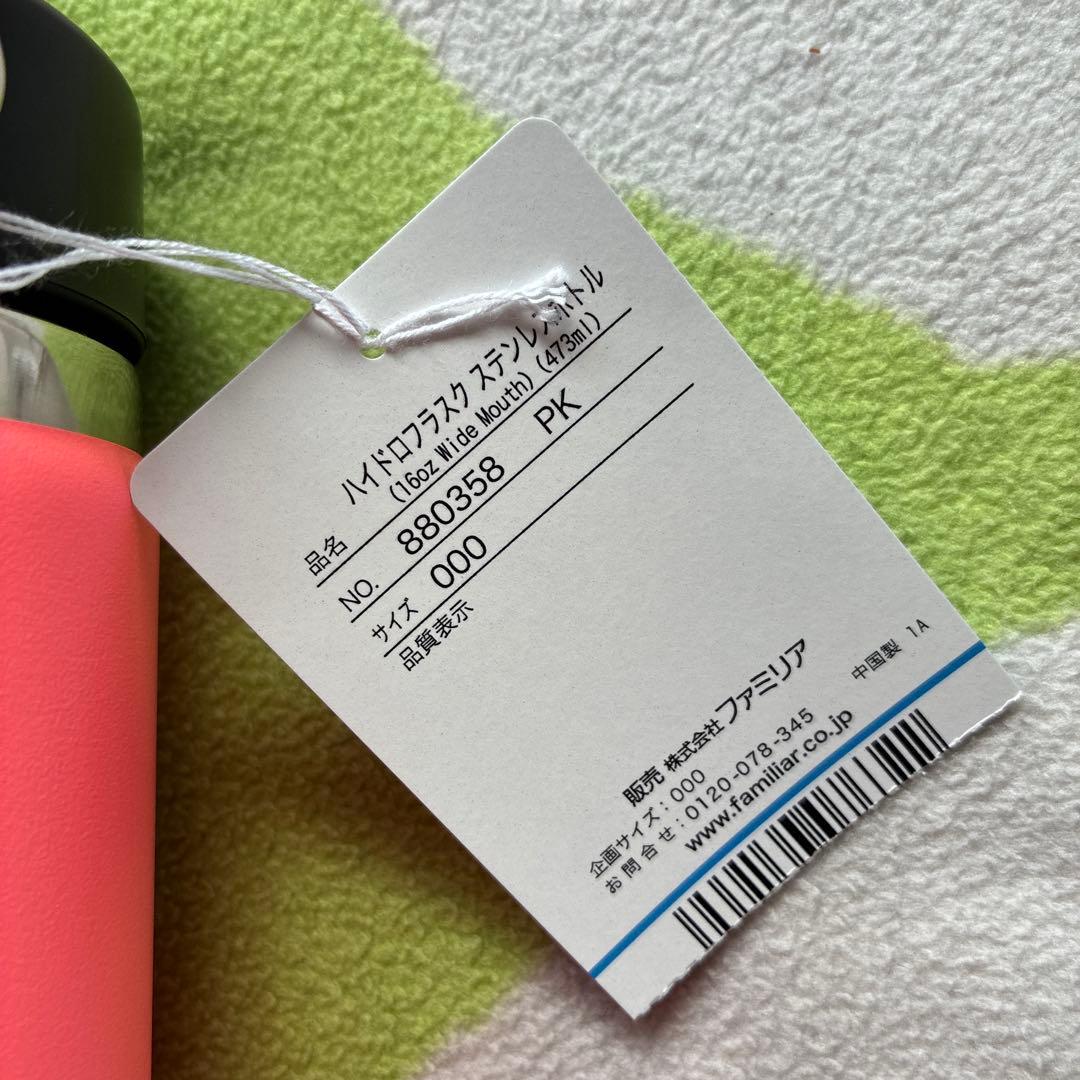 ハイドロフラスク ステンレスボトル
(16oz Wide Mouth) (473ml)
品名
NO. 880358 PK
サイズ 000
品質表示
販売 株式会社 ファミリア
企画サイズ：000
お問合せ：0120-078-345
www.familiar.co.jp
中国製 1A